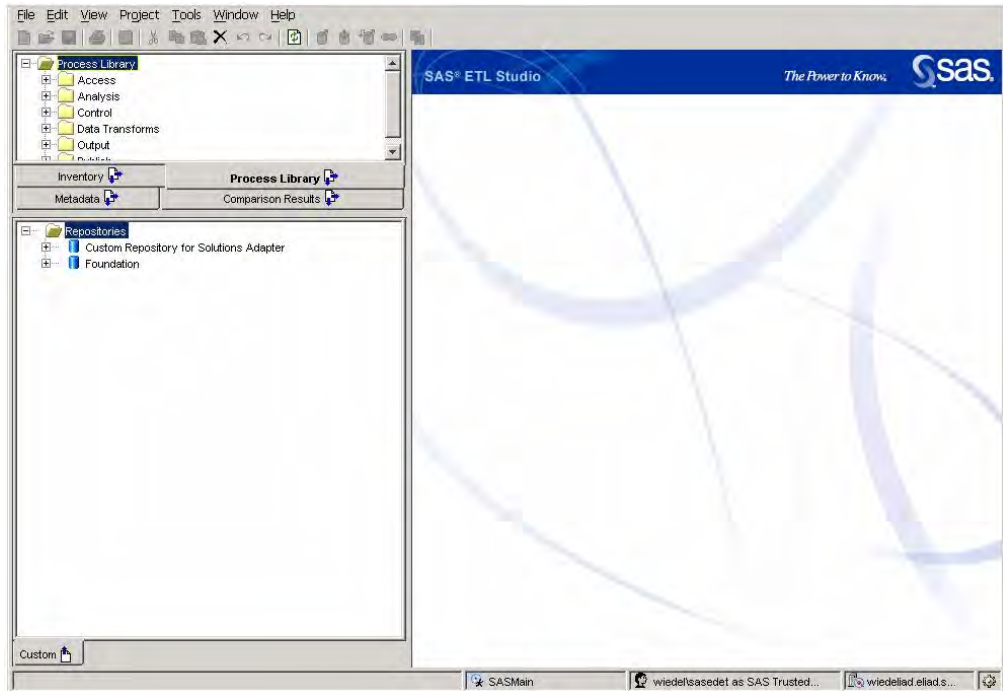 File Edit View Project Tools Window Help
Process Library
Access
Analysis
Control
Data Transforms
Output
Publish
Inventory
Process Library
Metadata
Comparison Results
Repositories
Custom Repository for Solutions Adapter
Foundation
Custom
SAS® ETL Studio
The Power to Know.
sas.
SASMain
wiedel\sasedet as SAS Trusted...
wiedeliad.eliad.s...